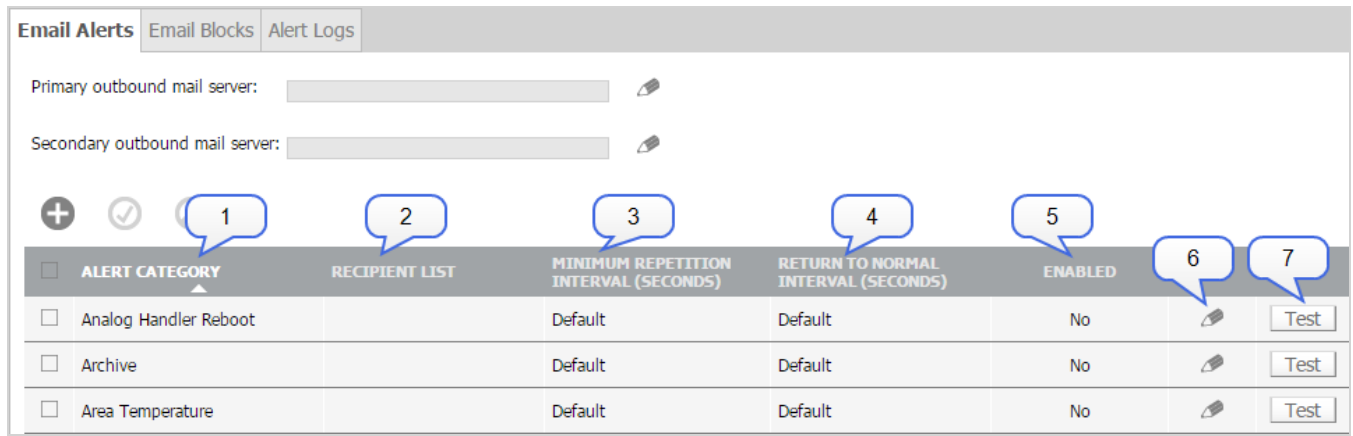 Email Alerts Email Blocks Alert Logs
Primary outbound mail server:
Secondary outbound mail server:
1 2 3 4 5 6 7
ALERT CATEGORY RECIPIENT LIST MINIMUM REPETITION INTERVAL (SECONDS) RETURN TO NORMAL INTERVAL (SECONDS) ENABLED
Analog Handler Reboot Default Default No Test
Archive Default Default No Test
Area Temperature Default Default No Test